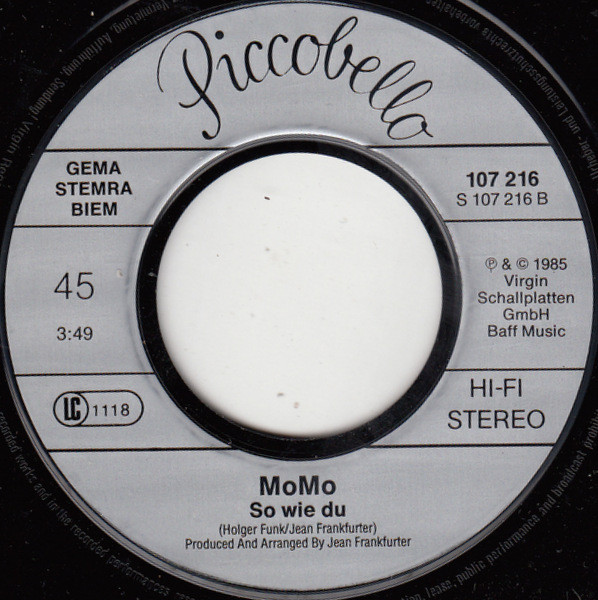 Piccobello
GEMA
STEMRA
BIEM
107 216
S 107 216 B
45
3:49
℗ & © 1985
Virgin
Schallplatten
GmbH
Baff Music
LC 1118
HI-FI
STEREO
MoMo
So wie du
(Holger Funk/Jean Frankfurter)
Produced And Arranged By Jean Frankfurter